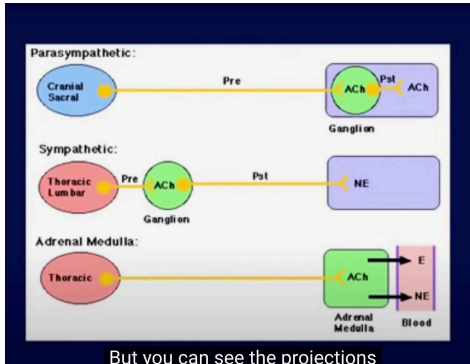 Parasympathetic:
Cranial
Sacral
Pre
ACh
Pst
ACh
Ganglion
Sympathetic:
Thoracic
Lumbar
Pre
ACh
Pst
NE
Ganglion
Adrenal Medulla:
Thoracic
ACh
E
NE
Adrenal
Medulla
Blood
But you can see the projections